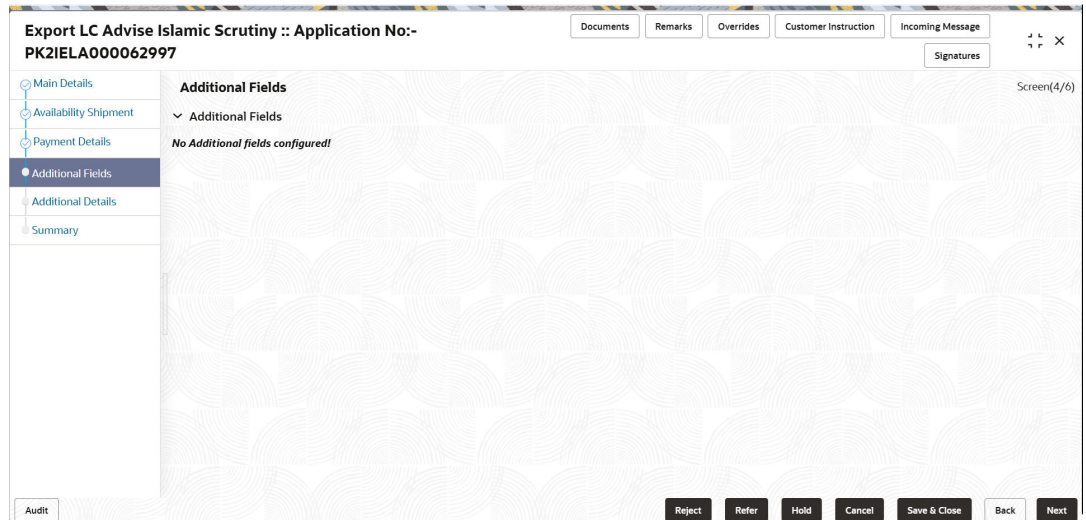 Export LC Advise Islamic Scrutiny :: Application No:-
PK2IELA000062997
Documents
Remarks
Overrides
Customer Instruction
Incoming Message
Signatures
Main Details
Availability Shipment
Payment Details
Additional Fields
Additional Details
Summary
Additional Fields
Screen(4/6)
Additional Fields
No Additional fields configured!
Audit
Reject
Refer
Hold
Cancel
Save & Close
Back
Next